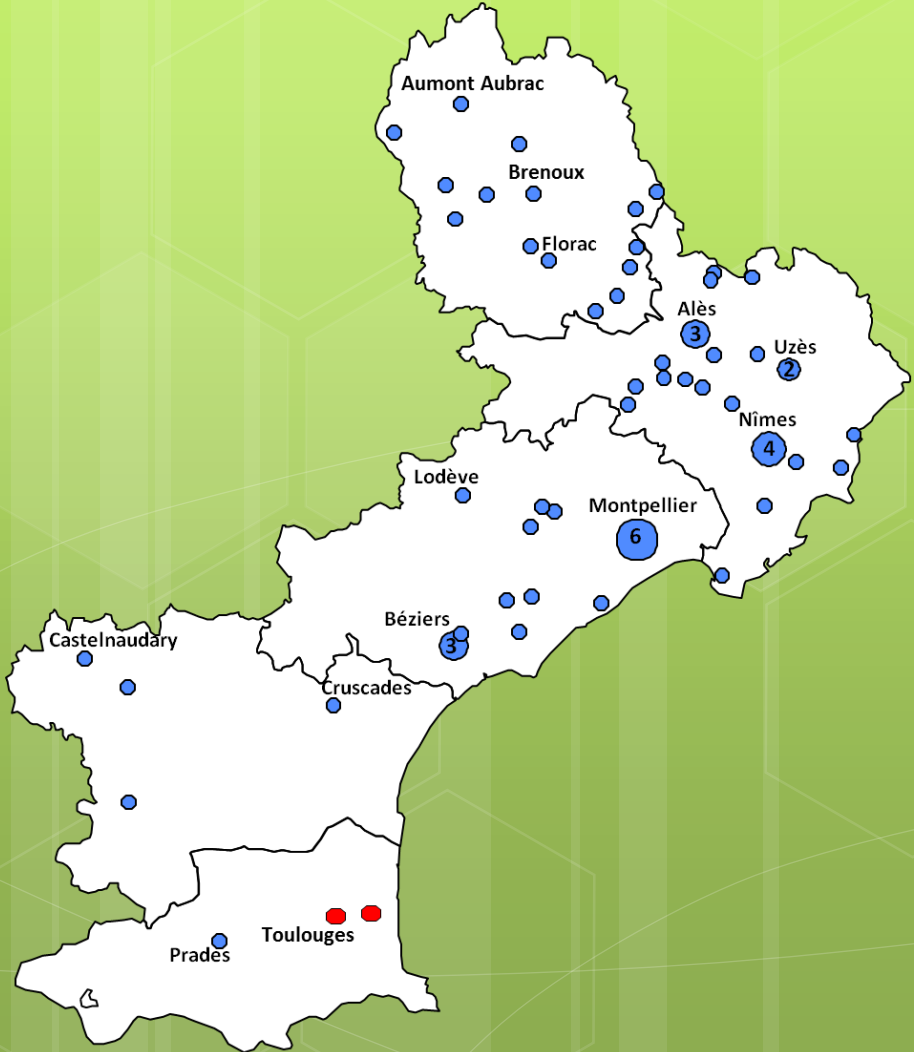 Aumont Aubrac
Brenoux
Florac
Alès
3
Uzès
2
Nîmes
4
Lodève
Montpellier
6
Béziers
3
Castelnaudary
Cruscades
Toulouges
Prades